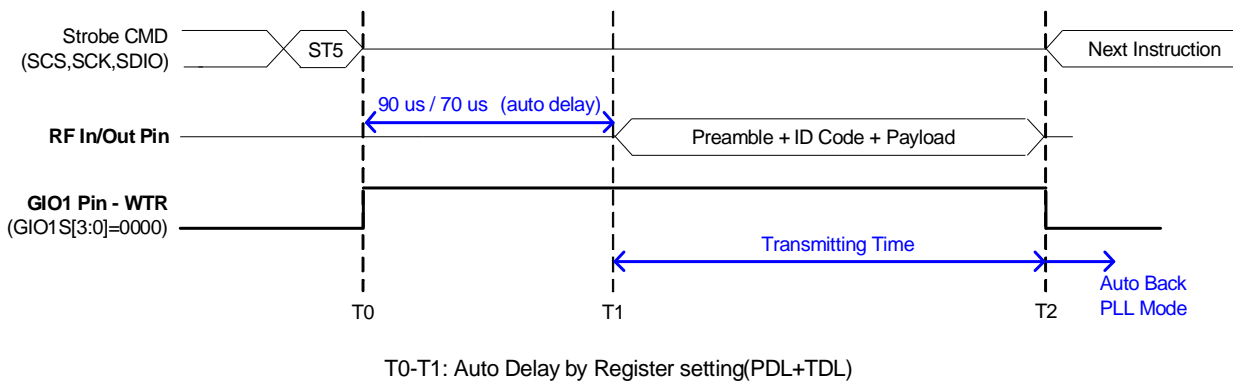 Strobe CMD
(SCS,SCK,SDIO)
ST5
Next Instruction
90 us / 70 us (auto delay)
RF In/Out Pin
Preamble + ID Code + Payload
GIO1 Pin - WTR
(GIO1S[3:0]=0000)
Transmitting Time
Auto Back
PLL Mode
T0
T1
T2
T0-T1: Auto Delay by Register setting(PDL+TDL)